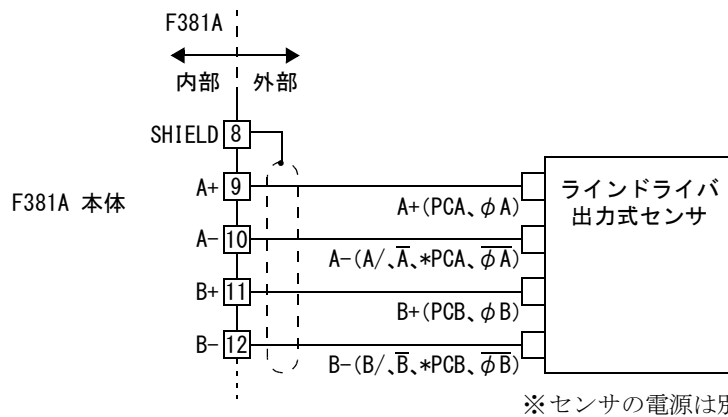 F381A
内部 外部
SHIELD 8
F381A 本体
A+ 9
A+(PCA、φA)
A- 10
A-(A/、A̅、*PCA、φ̅A̅)
B+ 11
B+(PCB、φB)
B- 12
B-(B/、B̅、*PCB、φ̅B̅)
ラインドライバ
出力式センサ
※センサの電源は別